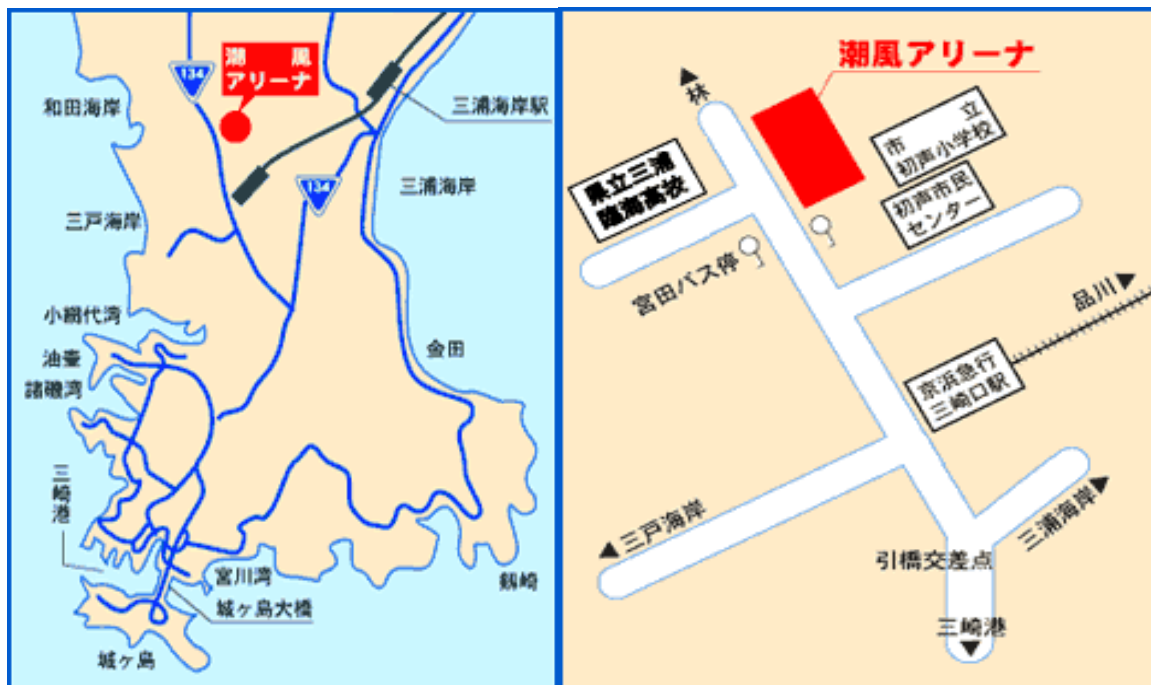 134
潮風
アリーナ
和田海岸
三浦海岸駅
134
三浦海岸
三戸海岸
小網代湾
油壷
諸磯湾
金田
三崎港
宮川湾
剱崎
城ヶ島大橋
城ヶ島
潮風アリーナ
林
市立
初声小学校
県立三浦
臨海高校
初声市民
センター
宮田バス停
品川
京浜急行
三崎口駅
三戸海岸
三浦海岸
引橋交差点
三崎港